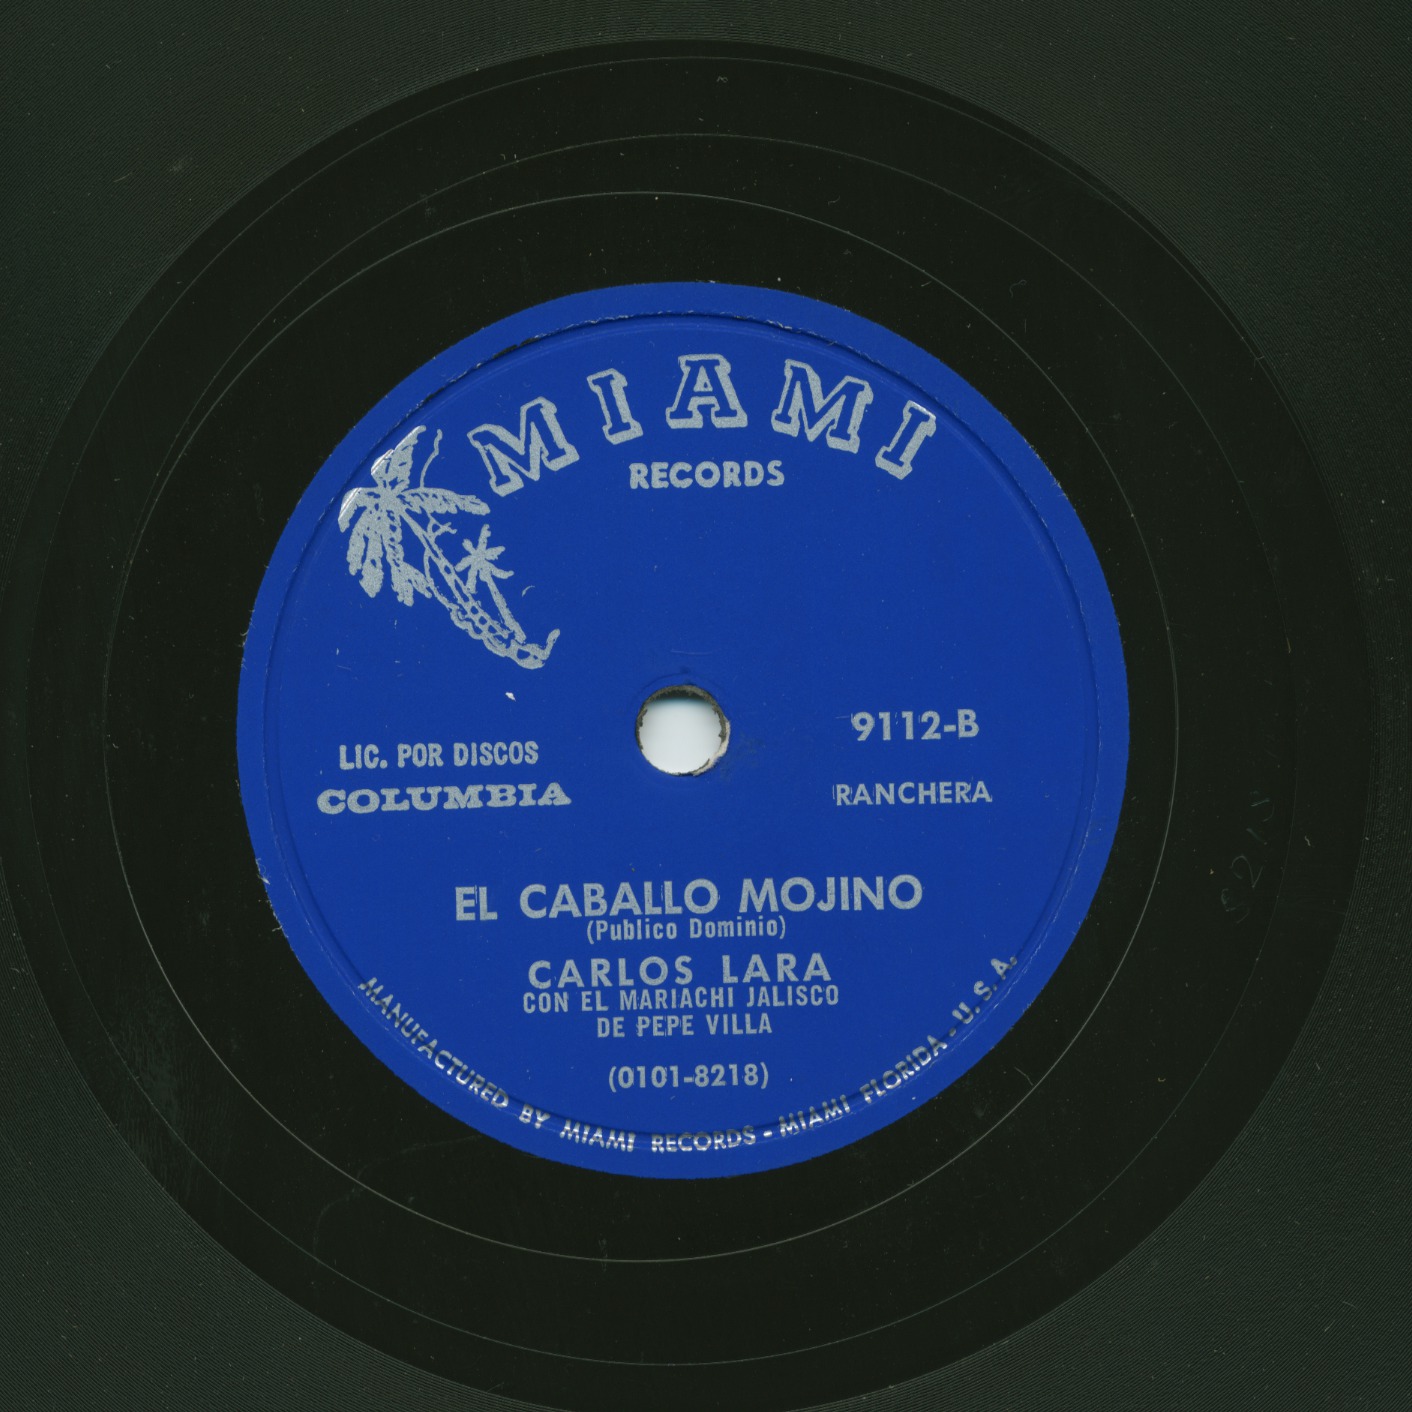 MIAMI
RECORDS
LIC. POR DISCOS
COLUMBIA
9112-B
RANCHERA
EL CABALLO MOJINO
(Publico Dominio)
CARLOS LARA
CON EL MARIACHI JALISCO
DE PEPE VILLA
(0101-8218)
MANUFACTURED BY MIAMI RECORDS - MIAMI FLORIDA - U.S.A.